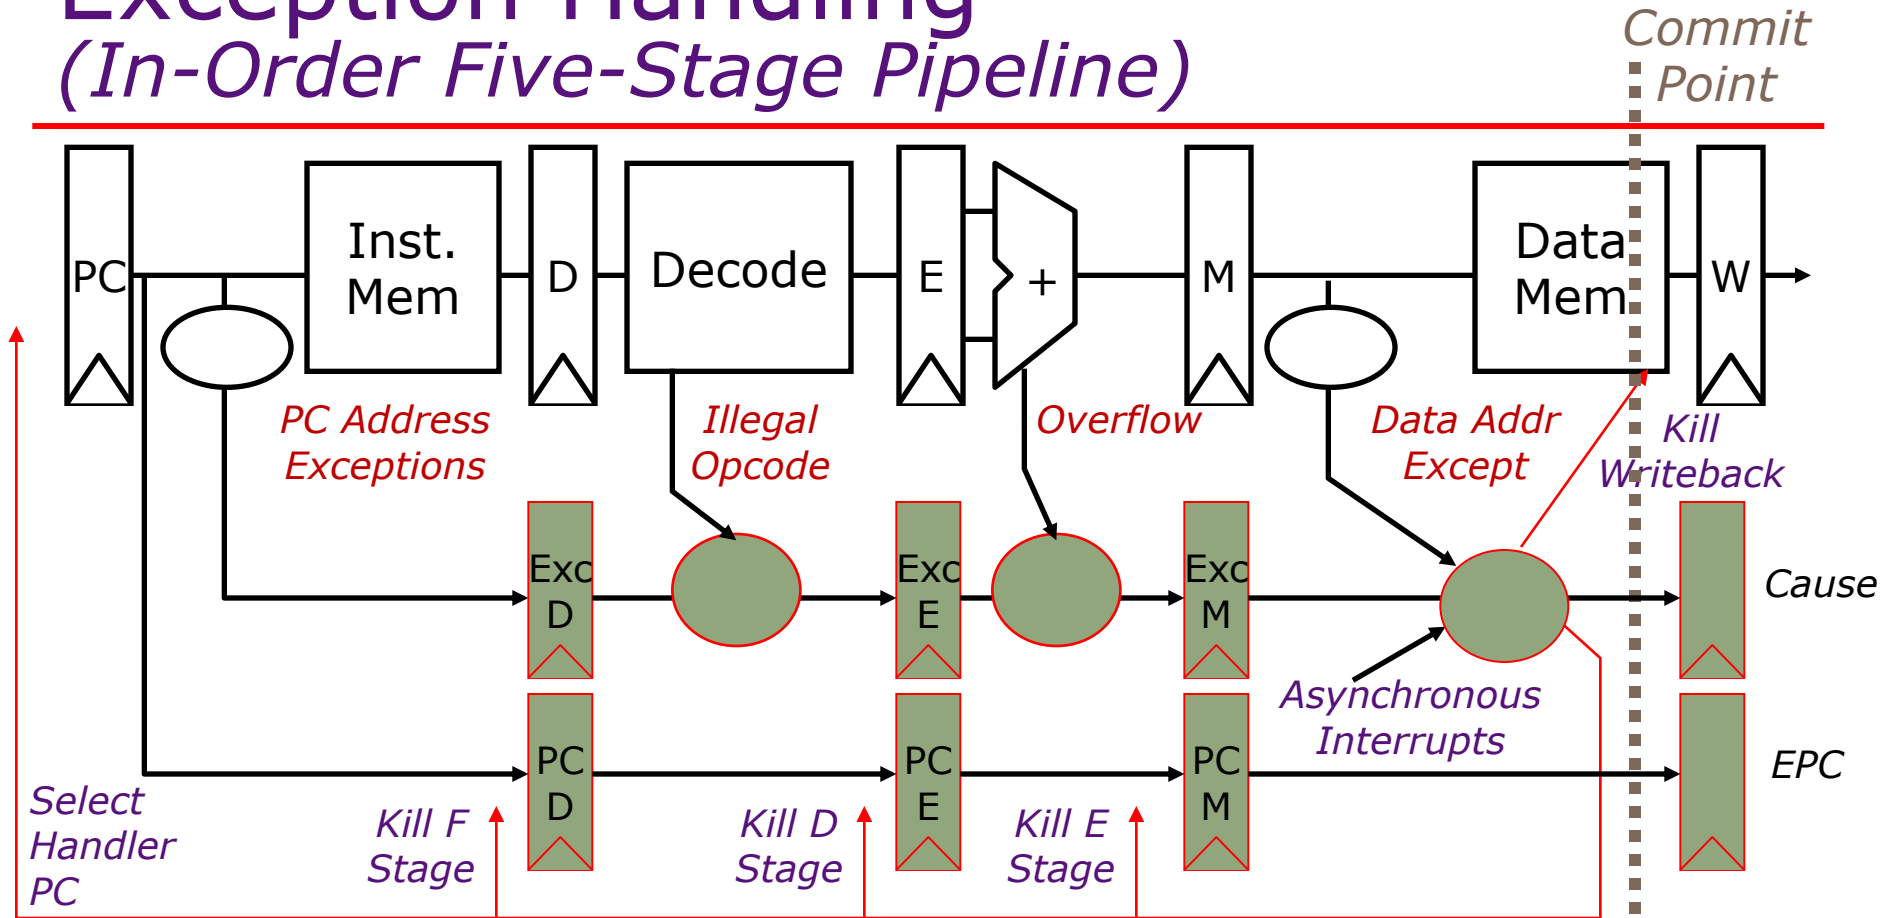 Exception Handling
(In-Order Five-Stage Pipeline)
Commit
Point
PC
Inst.
Mem
D
Decode
E
+
M
Data
Mem
W
PC Address
Exceptions
Illegal
Opcode
Overflow
Data Addr
Except
Kill
Writeback
Exc
D
Exc
E
Exc
M
Cause
Asynchronous
Interrupts
PC
D
PC
E
PC
M
EPC
Select
Handler
PC
Kill F
Stage
Kill D
Stage
Kill E
Stage